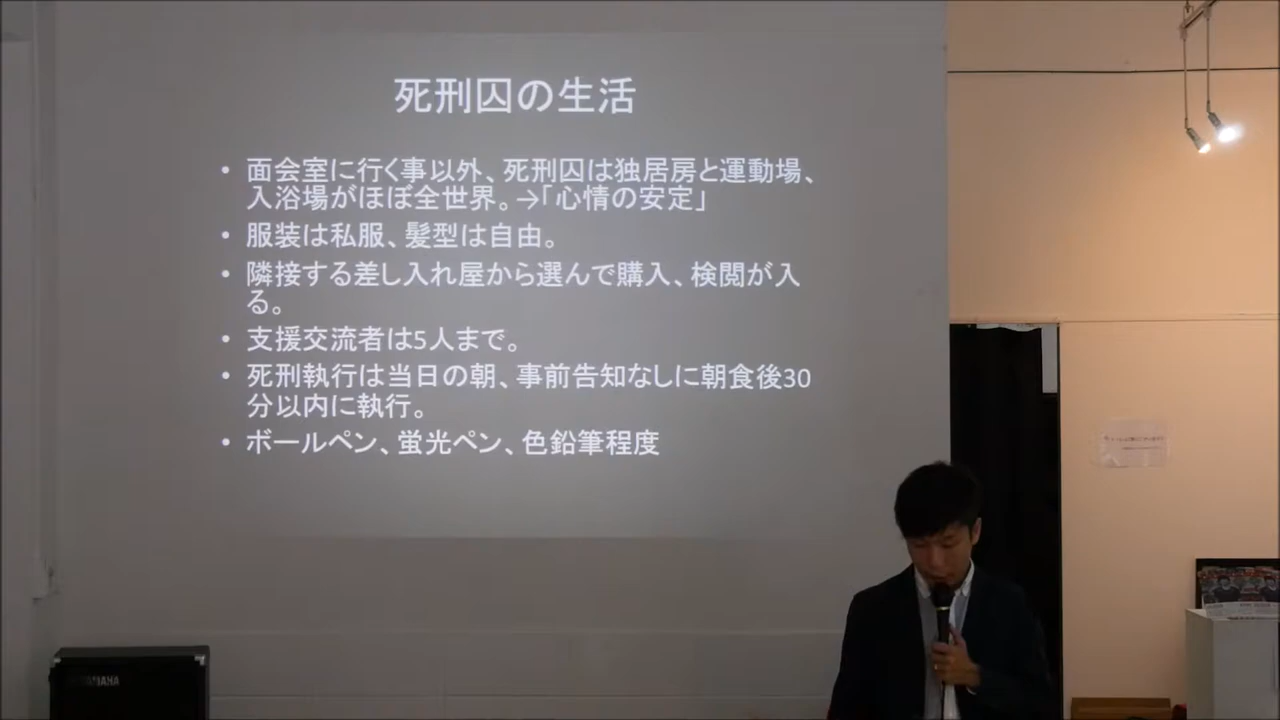 死刑囚の生活
• 面会室に行く事以外、死刑囚は独居房と運動場、
入浴場がほぼ全世界。→「心情の安定」
• 服装は私服、髪型は自由。
• 隣接する差し入れ屋から選んで購入、検閲が入
る。
• 支援交流者は5人まで。
• 死刑執行は当日の朝、事前告知なしに朝食後30
分以内に執行。
• ボールペン、蛍光ペン、色鉛筆程度
YAMAHA